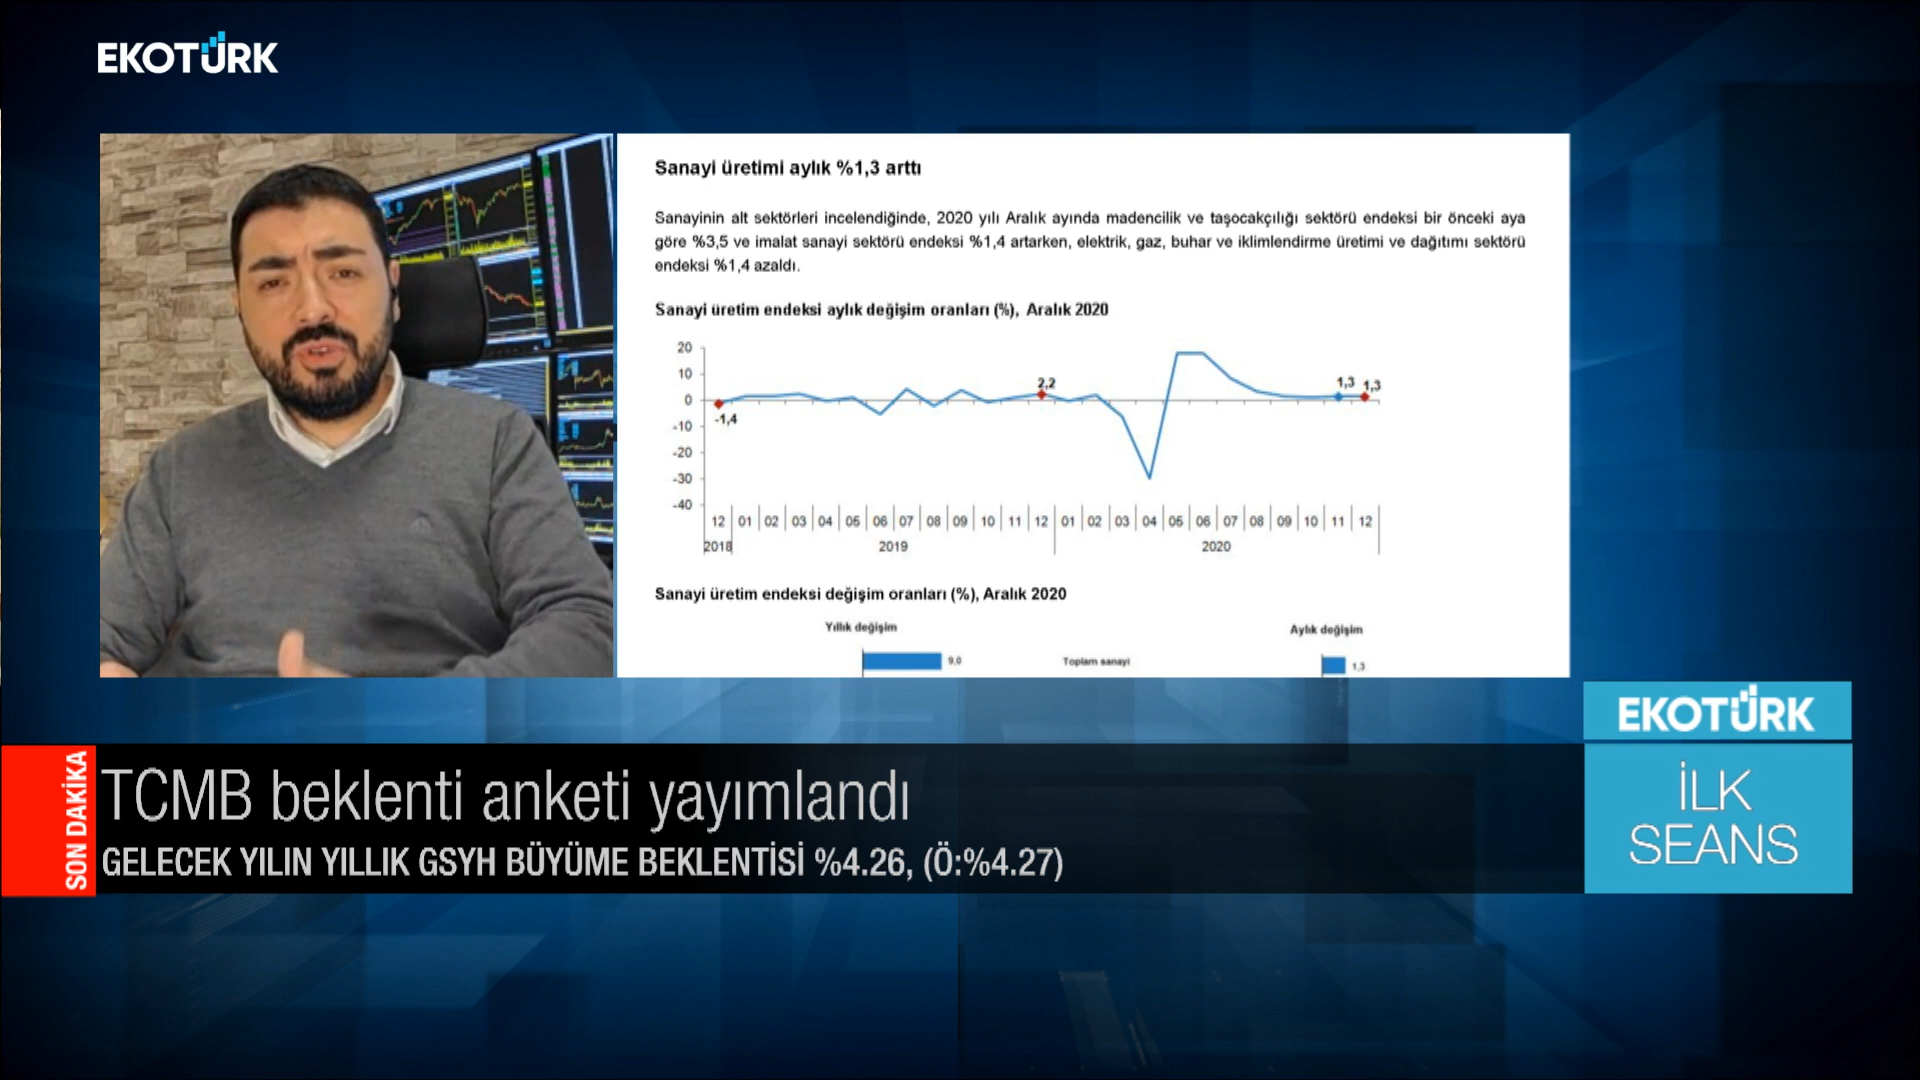 EKOTÜRK
Sanayi üretimi aylık %1,3 arttı
Sanayinin alt sektörleri incelendiğinde, 2020 yılı Aralık ayında madencilik ve taşocakçılığı sektörü endeksi bir önceki aya
göre %3,5 ve imalat sanayi sektörü endeksi %1,4 artarken, elektrik, gaz, buhar ve iklimlendirme üretimi ve dağıtımı sektörü
endeksi %1,4 azaldı.
Sanayi üretim endeksi aylık değişim oranları (%), Aralık 2020
20
10
0
-10
-20
-30
-40
-1,4
2,2
1,3 1,3
12 01 02 03 04 05 06 07 08 09 10 11 12 01 02 03 04 05 06 07 08 09 10 11 12
2018 2019 2020
Sanayi üretim endeksi değişim oranları (%), Aralık 2020
Yıllık değişim Aylık değişim
9,0 Toplam sanayi 1,3
EKOTÜRK
İLK
SEANS
SON DAKİKA
TCMB beklenti anketi yayımlandı
GELECEK YILIN YILLIK GSYH BÜYÜME BEKLENTİSİ %4.26, (Ö:%4.27)